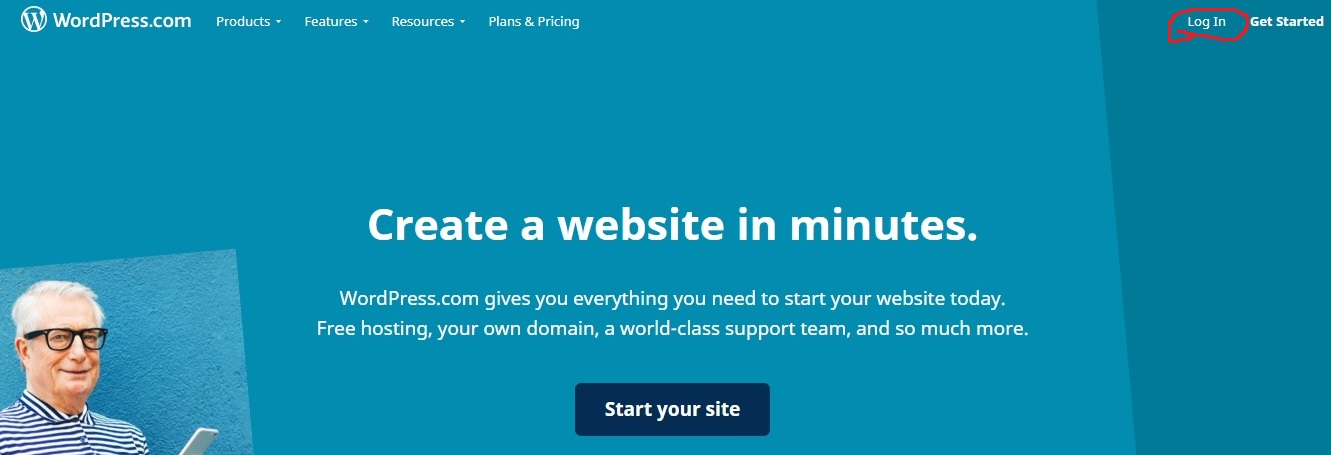 WordPress.com Products Features Resources Plans & Pricing Log In Get Started
Create a website in minutes.
WordPress.com gives you everything you need to start your website today.
Free hosting, your own domain, a world-class support team, and so much more.
Start your site